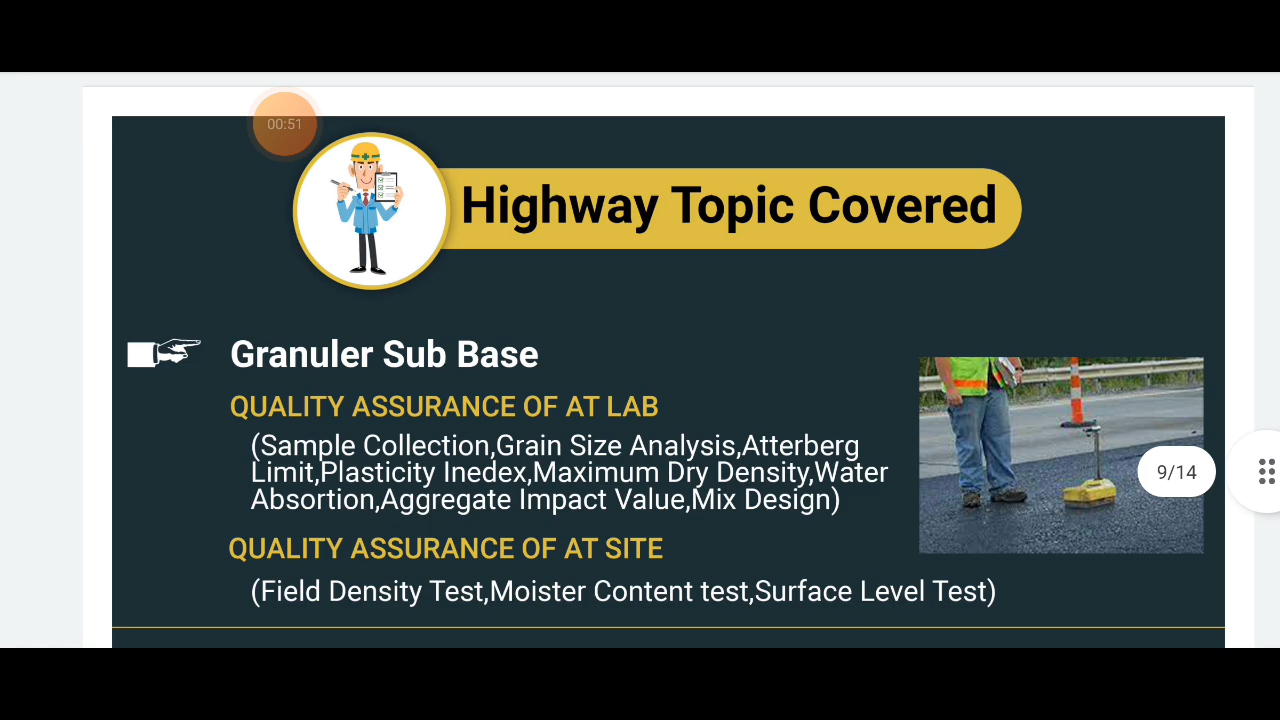 00:51
Highway Topic Covered
Granuler Sub Base
QUALITY ASSURANCE OF AT LAB
(Sample Collection,Grain Size Analysis,Atterberg
Limit,Plasticity Inedex,Maximum Dry Density,Water
Absortion,Aggregate Impact Value,Mix Design)
9/14
QUALITY ASSURANCE OF AT SITE
(Field Density Test,Moister Content test,Surface Level Test)